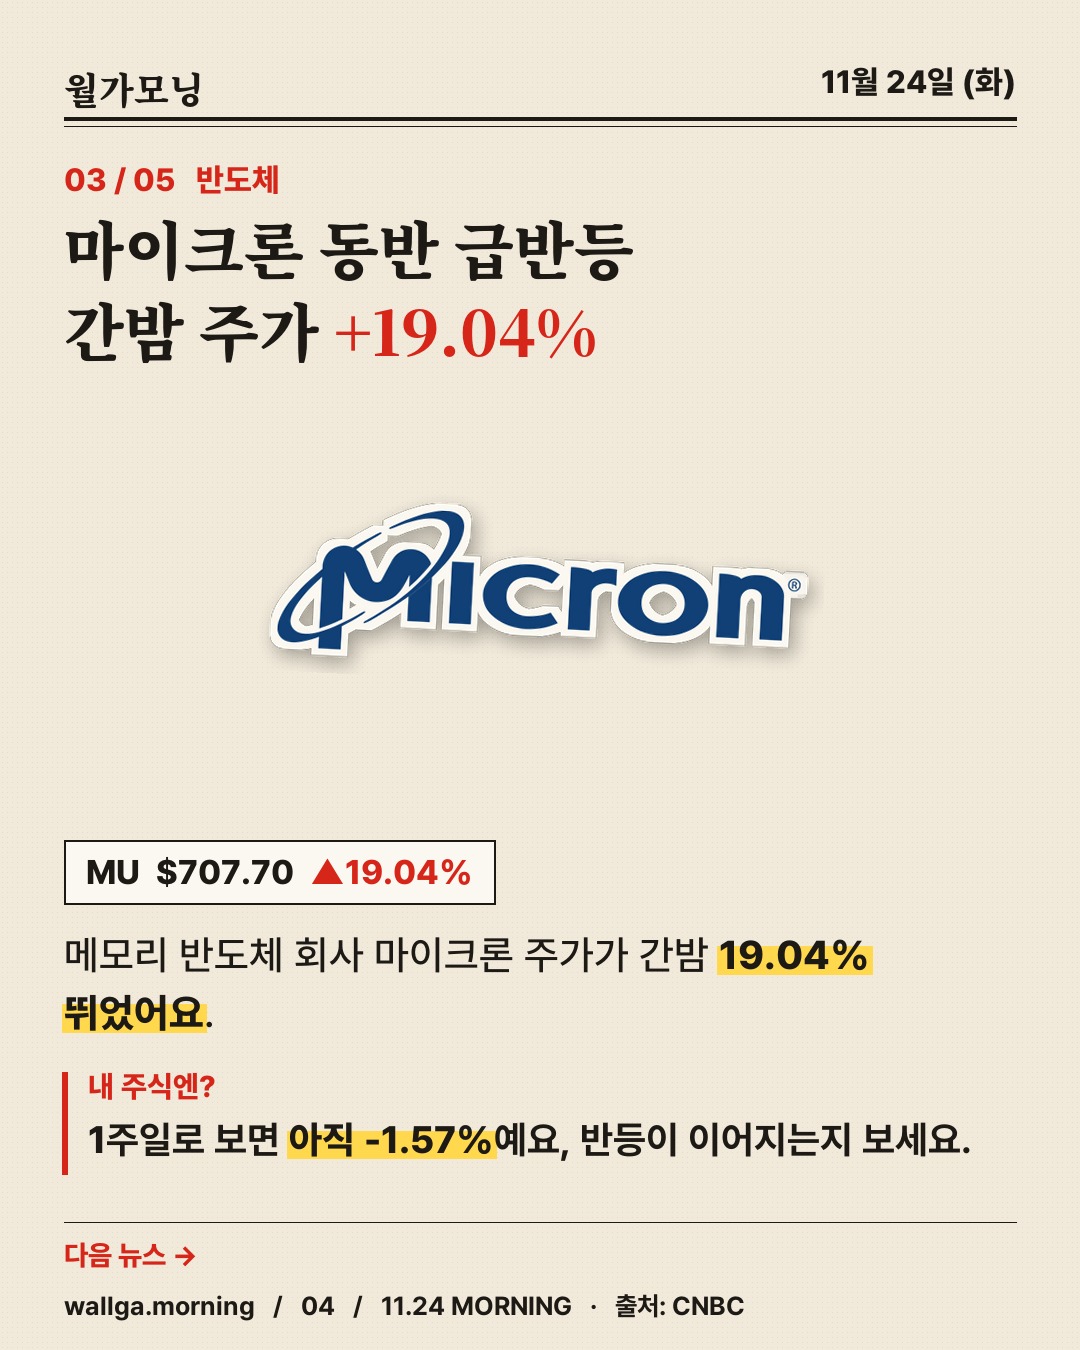 월가모닝
11월 24일 (화)
03 / 05 반도체
마이크론 동반 급반등
간밤 주가 +19.04%
Micron®
MU $707.70 ▲19.04%
메모리 반도체 회사 마이크론 주가가 간밤 19.04%
뛰었어요.
내 주식엔?
1주일로 보면 아직 -1.57%예요, 반등이 이어지는지 보세요.
다음 뉴스 →
wallga.morning / 04 / 11.24 MORNING · 출처: CNBC